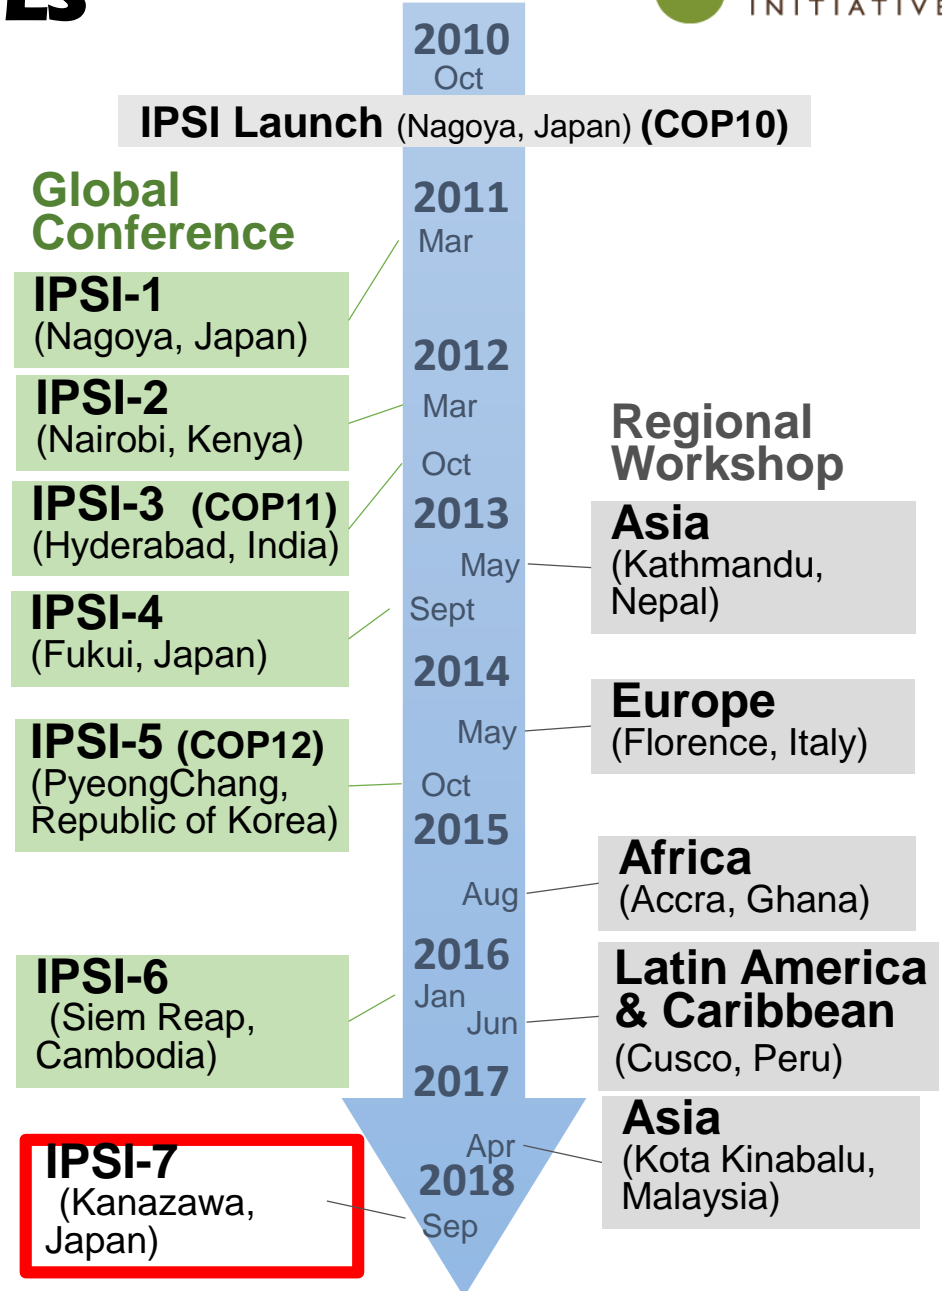 ES
INITIATIVE
2010
Oct
IPSI Launch (Nagoya, Japan) (COP10)
Global
Conference
2011
Mar
IPSI-1
(Nagoya, Japan)
2012
IPSI-2
(Nairobi, Kenya)
Mar
Regional
Workshop
Oct
IPSI-3 (COP11)
(Hyderabad, India)
2013
Asia
(Kathmandu,
Nepal)
May
Sept
IPSI-4
(Fukui, Japan)
2014
Europe
(Florence, Italy)
May
IPSI-5 (COP12)
(PyeongChang,
Republic of Korea)
Oct
2015
Africa
(Accra, Ghana)
Aug
2016
Latin America
& Caribbean
(Cusco, Peru)
IPSI-6
(Siem Reap,
Cambodia)
Jan
Jun
2017
Asia
(Kota Kinabalu,
Malaysia)
Apr
IPSI-7
(Kanazawa,
Japan)
2018
Sep